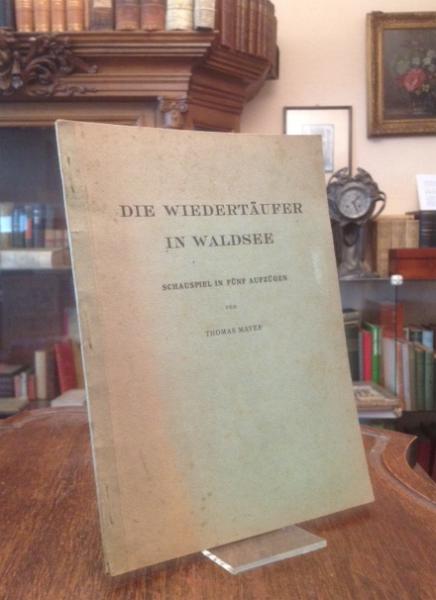 DIE WIEDERTÄUFER
IN WALDSEE
SCHAUSPIEL IN FÜNF AUFZÜGEN
VON
THOMAS MAYER